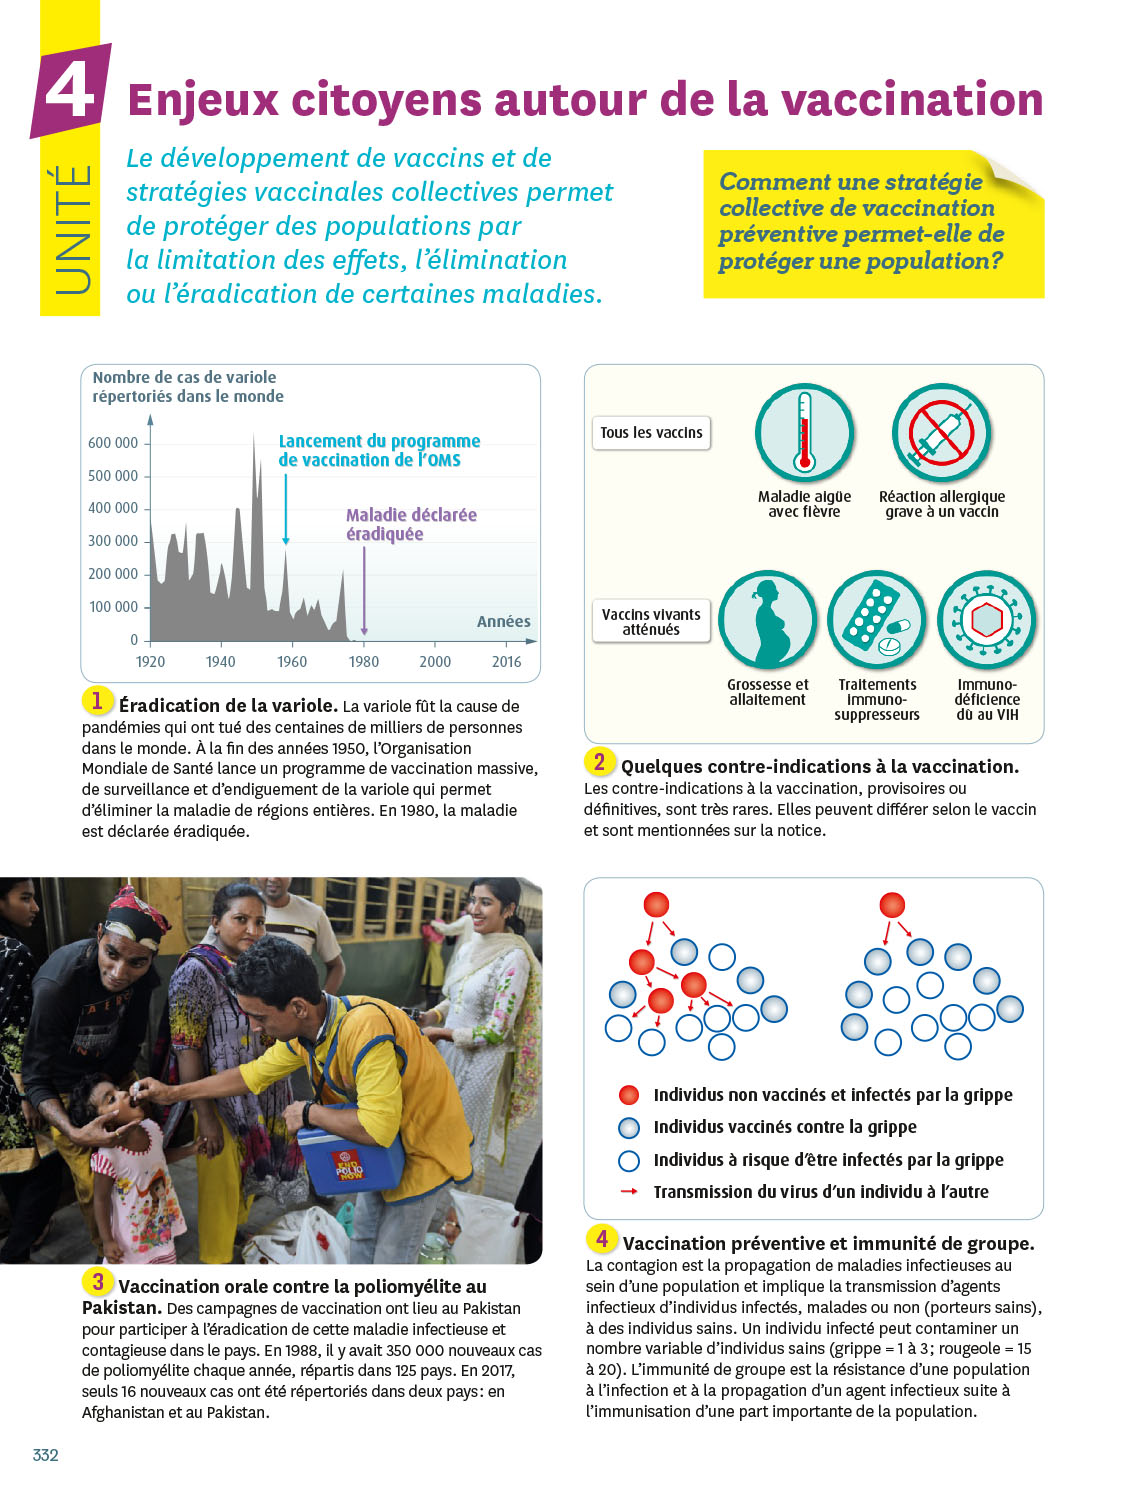 4
UNITÉ
Enjeux citoyens autour de la vaccination
Le développement de vaccins et de
stratégies vaccinales collectives permet
de protéger des populations par
la limitation des effets, l'élimination
ou l'éradication de certaines maladies.
Comment une stratégie
collective de vaccination
préventive permet-elle de
protéger une population ?
Nombre de cas de variole
répertoriés dans le monde
600 000
500 000
400 000
300 000
200 000
100 000
0
Lancement du programme
de vaccination de l'OMS
Maladie déclarée
éradiquée
Années
1920 1940 1960 1980 2000 2016
1 Éradication de la variole. La variole fût la cause de
pandémies qui ont tué des centaines de milliers de personnes
dans le monde. À la fin des années 1950, l'Organisation
Mondiale de Santé lance un programme de vaccination massive,
de surveillance et d'endiguement de la variole qui permet
d'éliminer la maladie de régions entières. En 1980, la maladie
est déclarée éradiquée.
Tous les vaccins
Maladie aigüe
avec fièvre
Réaction allergique
grave à un vaccin
Vaccins vivants
atténués
Grossesse et
allaitement
Traitements
immuno-
suppresseurs
Immuno-
déficience
dû au VIH
2 Quelques contre-indications à la vaccination.
Les contre-indications à la vaccination, provisoires ou
définitives, sont très rares. Elles peuvent différer selon le vaccin
et sont mentionnées sur la notice.
END
POLIO
NOW
3 Vaccination orale contre la poliomyélite au
Pakistan. Des campagnes de vaccination ont lieu au Pakistan
pour participer à l'éradication de cette maladie infectieuse et
contagieuse dans le pays. En 1988, il y avait 350 000 nouveaux cas
de poliomyélite chaque année, répartis dans 125 pays. En 2017,
seuls 16 nouveaux cas ont été répertoriés dans deux pays : en
Afghanistan et au Pakistan.
Individus non vaccinés et infectés par la grippe
Individus vaccinés contre la grippe
Individus à risque d'être infectés par la grippe
Transmission du virus d'un individu à l'autre
4 Vaccination préventive et immunité de groupe.
La contagion est la propagation de maladies infectieuses au
sein d'une population et implique la transmission d'agents
infectieux d'individus infectés, malades ou non (porteurs sains),
à des individus sains. Un individu infecté peut contaminer un
nombre variable d'individus sains (grippe = 1 à 3 ; rougeole = 15
à 20). L'immunité de groupe est la résistance d'une population
à l'infection et à la propagation d'un agent infectieux suite à
l'immunisation d'une part importante de la population.
332